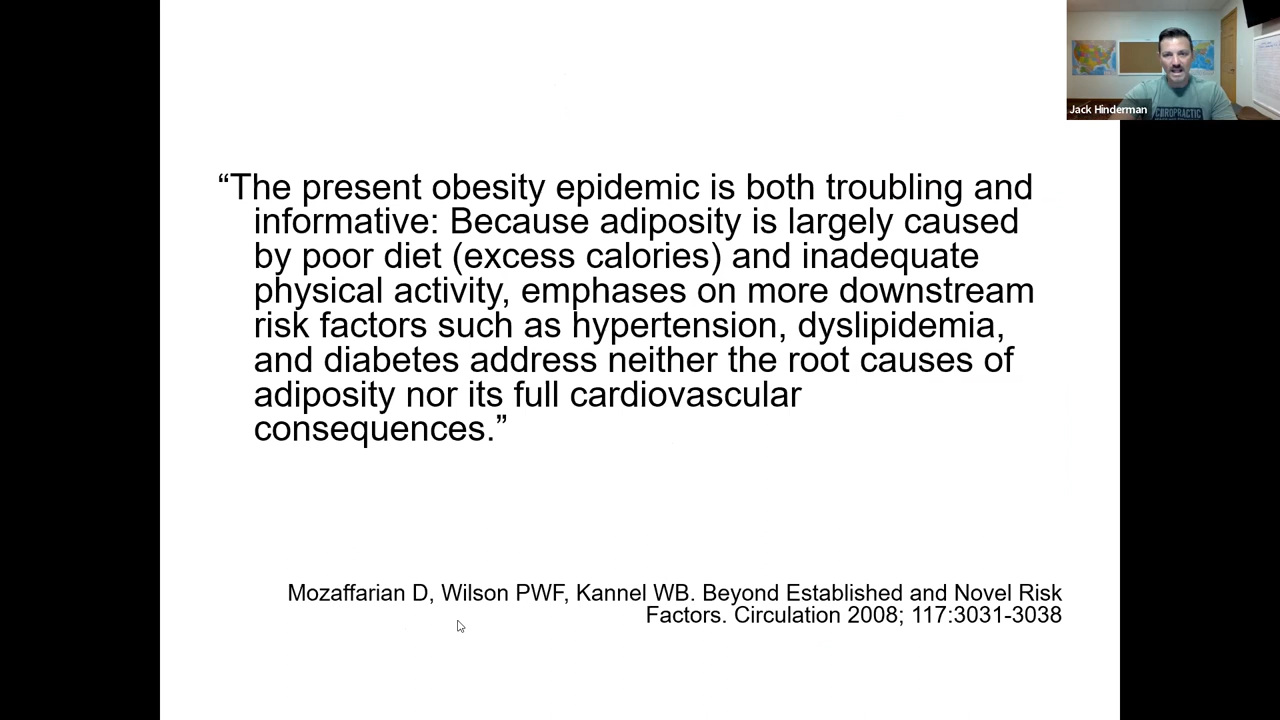 Jack Hinderman
CHIROPRACTIC
“The present obesity epidemic is both troubling and
informative: Because adiposity is largely caused
by poor diet (excess calories) and inadequate
physical activity, emphases on more downstream
risk factors such as hypertension, dyslipidemia,
and diabetes address neither the root causes of
adiposity nor its full cardiovascular
consequences.”
Mozaffarian D, Wilson PWF, Kannel WB. Beyond Established and Novel Risk
Factors. Circulation 2008; 117:3031-3038